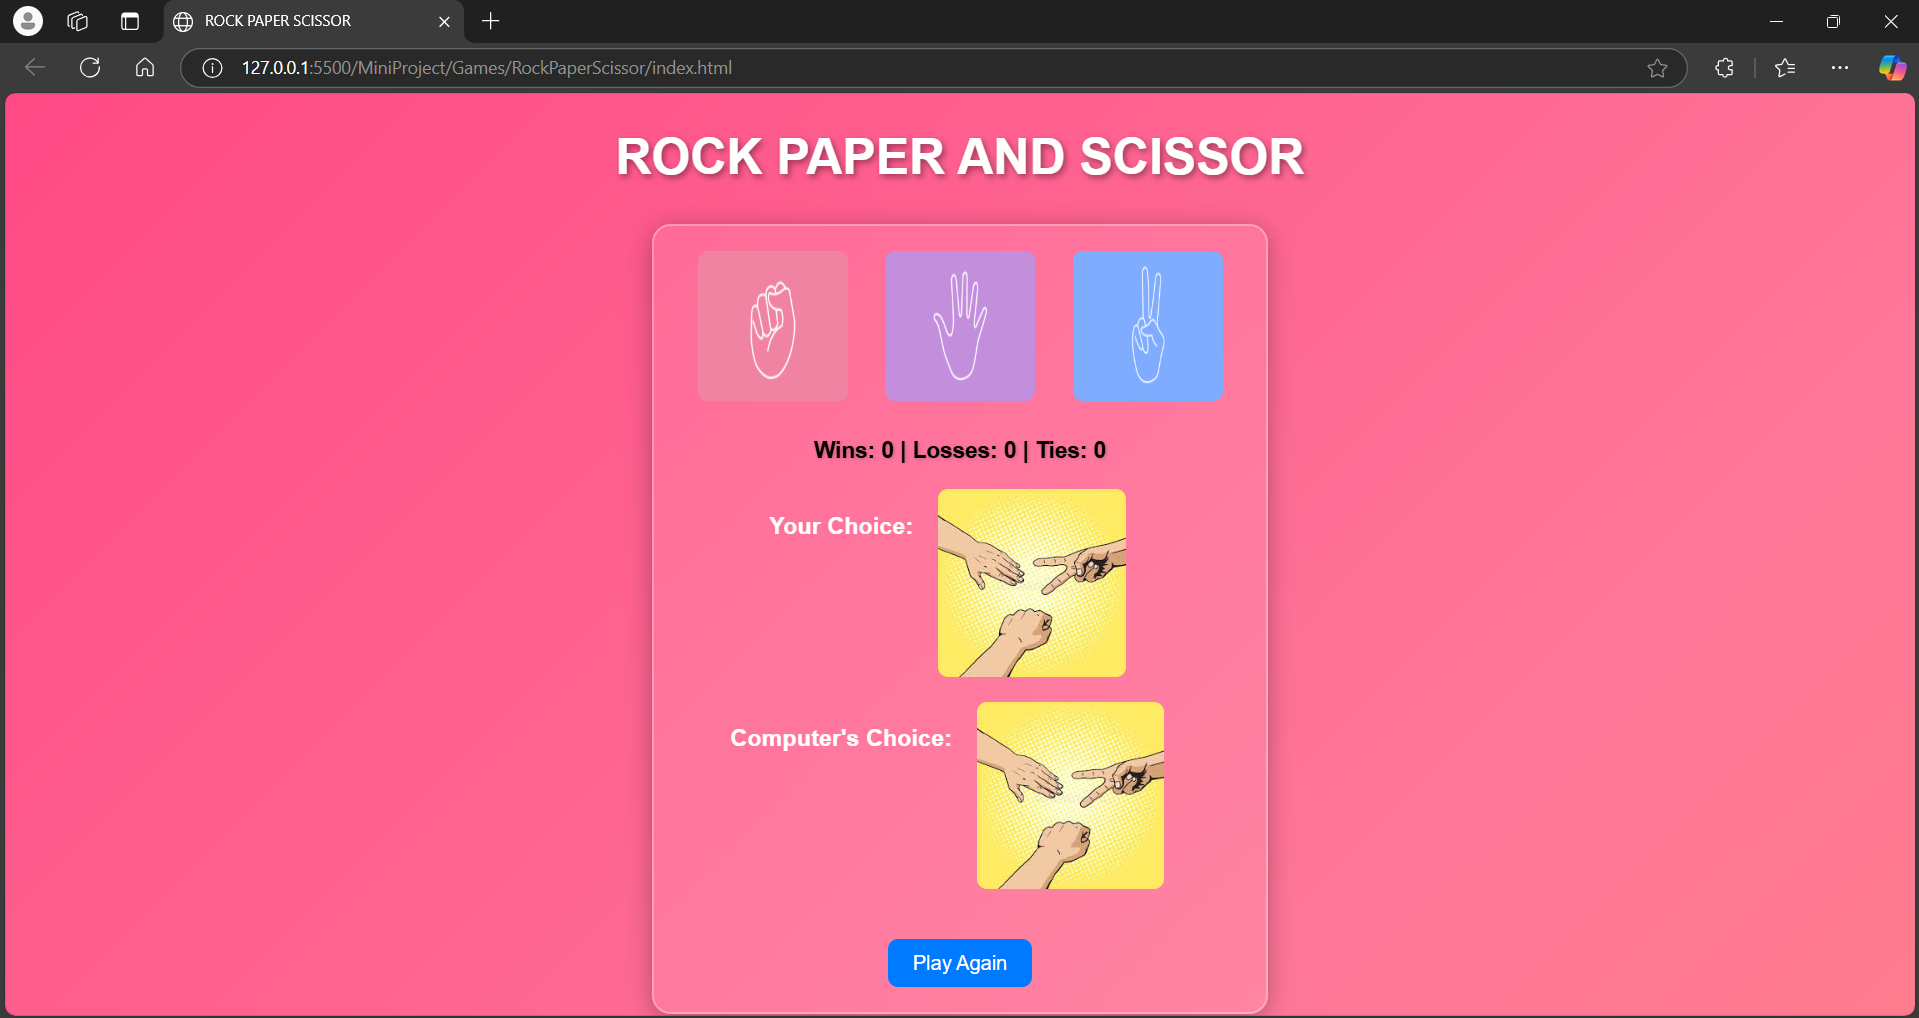 ROCK PAPER SCISSOR
127.0.0.1:5500/MiniProject/Games/RockPaperScissor/index.html
ROCK PAPER AND SCISSOR
Wins: 0 | Losses: 0 | Ties: 0
Your Choice:
Computer's Choice:
Play Again